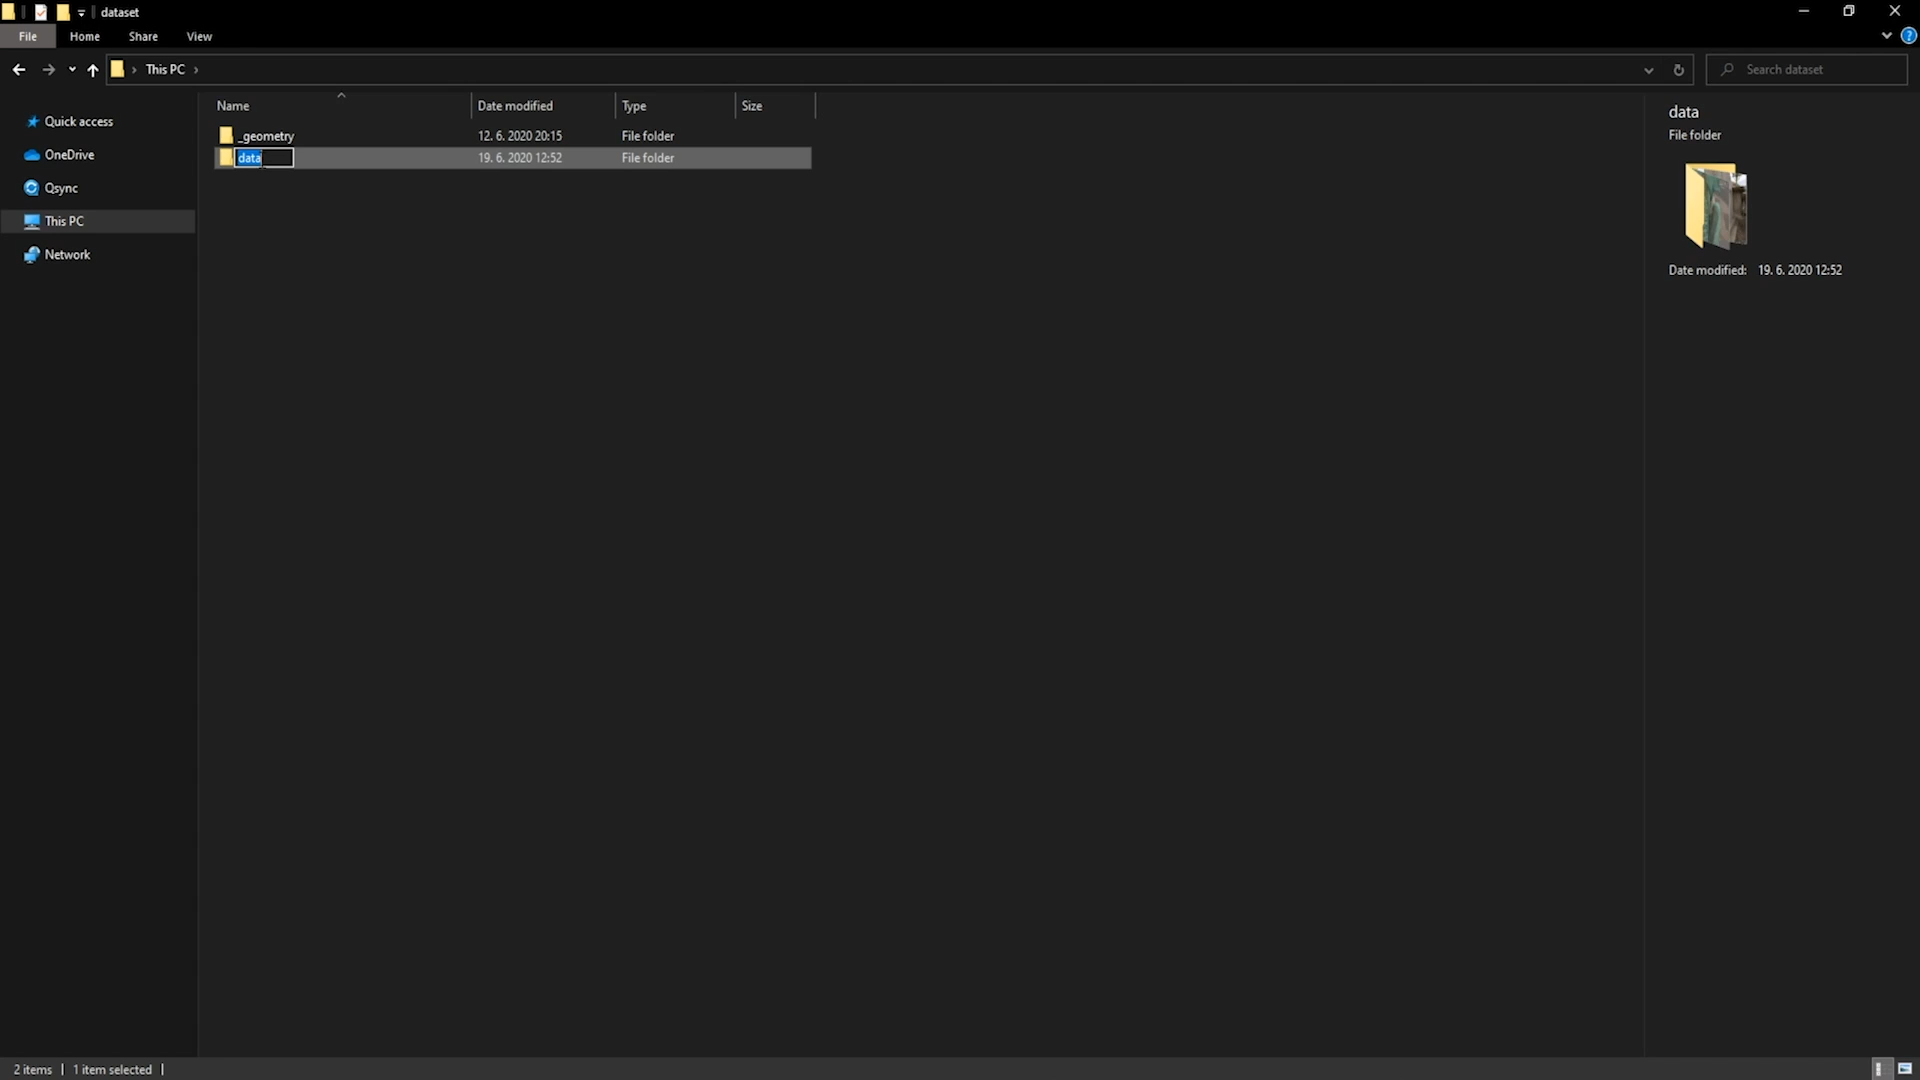 dataset
File Home Share View
This PC
Search dataset
Quick access
OneDrive
Qsync
This PC
Network
Name Date modified Type Size
_geometry 12. 6. 2020 20:15 File folder
data 19. 6. 2020 12:52 File folder
data
File folder
Date modified: 19. 6. 2020 12:52
2 items 1 item selected